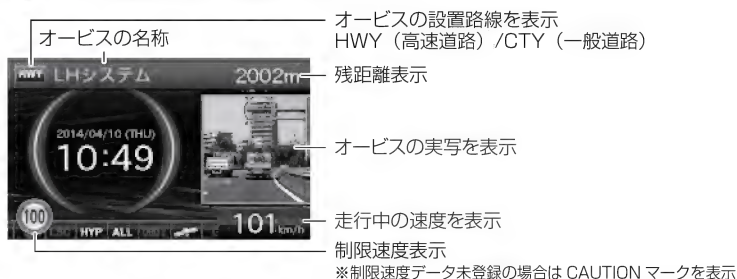 オービスの設置路線を表示
HWY（高速道路）/CTY（一般道路）
オービスの名称
HWY LHシステム 2002m
残距離表示
2014/04/10 (THU)
10:49
オービスの実写を表示
100
HYP ALL
101 km/h
走行中の速度を表示
制限速度表示
※制限速度データ未登録の場合は CAUTION マークを表示